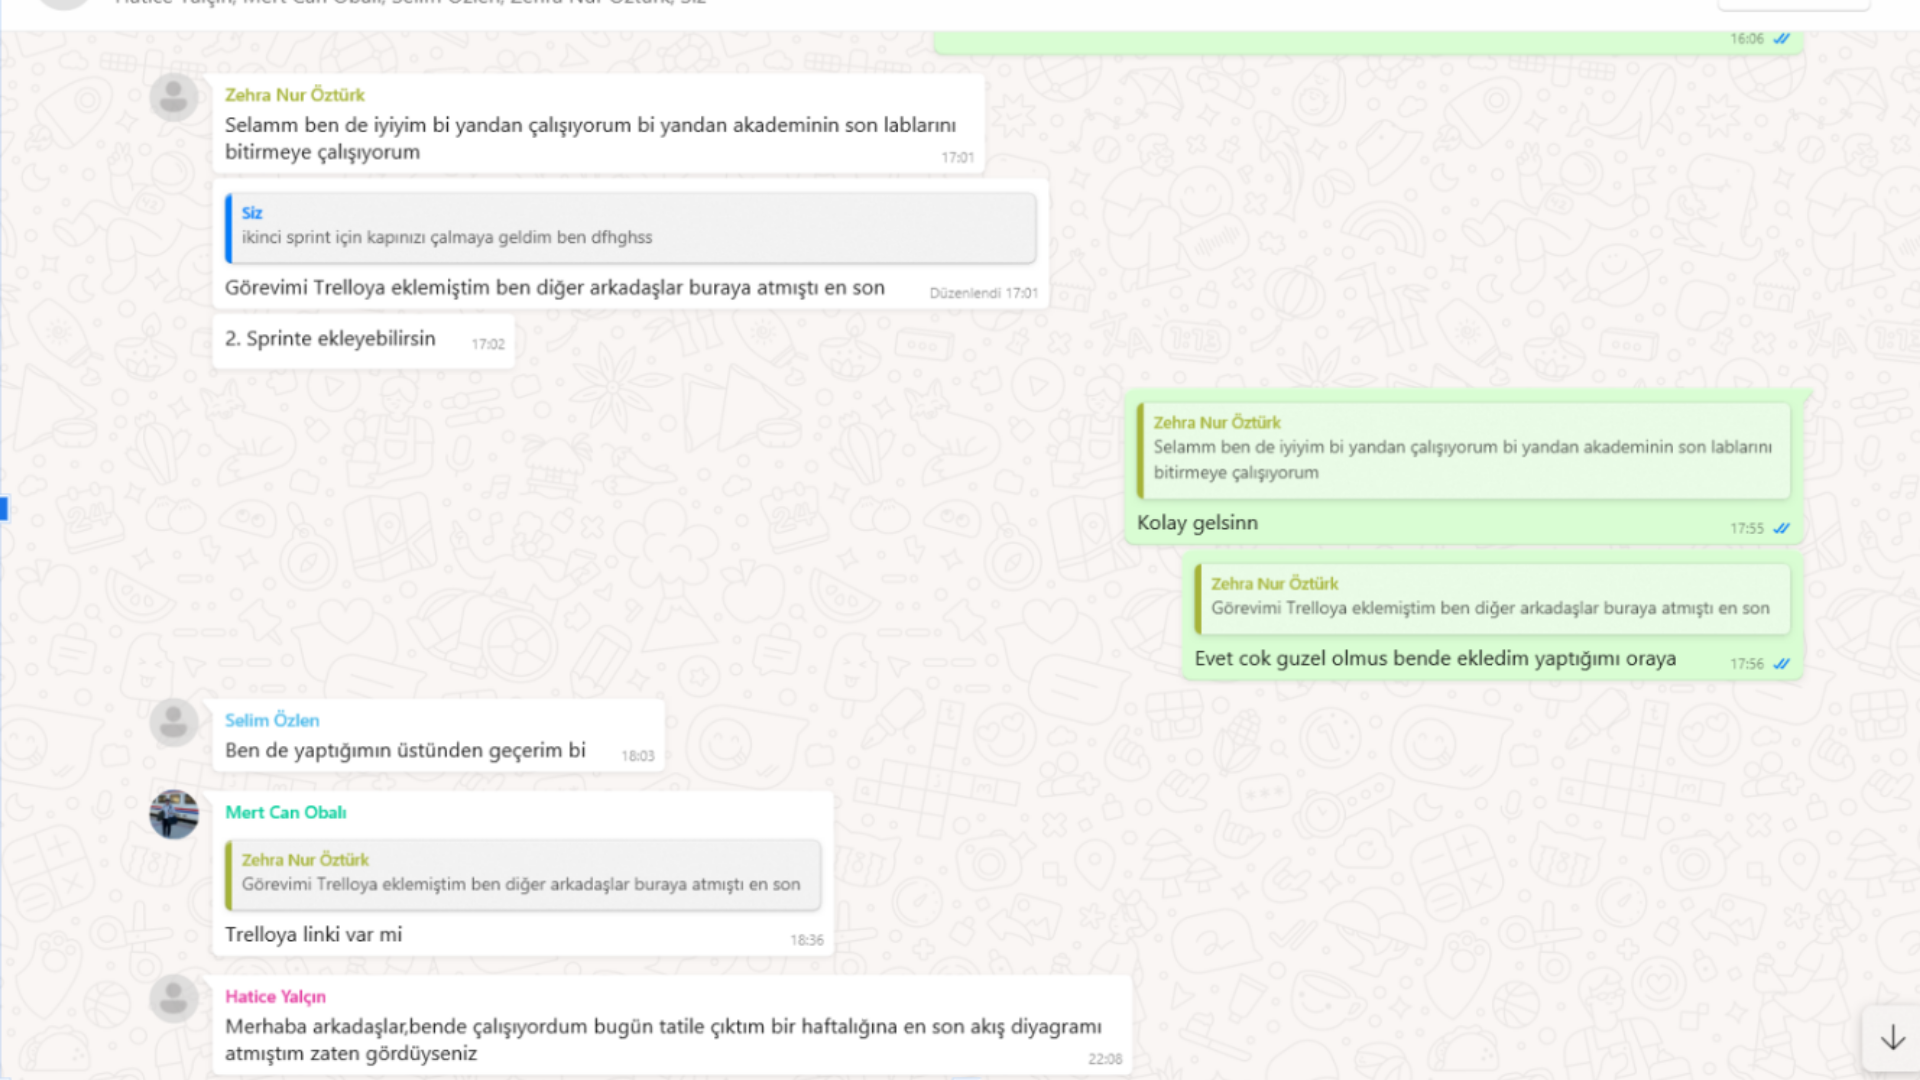 Hatice Yalçın, Mert Can Obalı, Selim Özlen, Zehra Nur Öztürk, Siz
16:06
Zehra Nur Öztürk
Selamm ben de iyiyim bi yandan çalışıyorum bi yandan akademinin son lablarını
bitirmeye çalışıyorum
17:01
Siz
ikinci sprint için kapınızı çalmaya geldim ben dfhghss
Görevimi Trelloya eklemiştim ben diğer arkadaşlar buraya atmıştı en son
Düzenlendi 17:01
2. Sprinte ekleyebilirsin
17:02
Zehra Nur Öztürk
Selamm ben de iyiyim bi yandan çalışıyorum bi yandan akademinin son lablarını
bitirmeye çalışıyorum
Kolay gelsinn
17:55
Zehra Nur Öztürk
Görevimi Trelloya eklemiştim ben diğer arkadaşlar buraya atmıştı en son
Evet cok guzel olmus bende ekledim yaptığımı oraya
17:56
Selim Özlen
Ben de yaptığımın üstünden geçerim bi
18:03
Mert Can Obalı
Zehra Nur Öztürk
Görevimi Trelloya eklemiştim ben diğer arkadaşlar buraya atmıştı en son
Trelloya linki var mi
18:36
Hatice Yalçın
Merhaba arkadaşlar,bende çalışıyordum bugün tatile çıktım bir haftalığına en son akış diyagramı
atmıştım zaten gördüyseniz
22:08